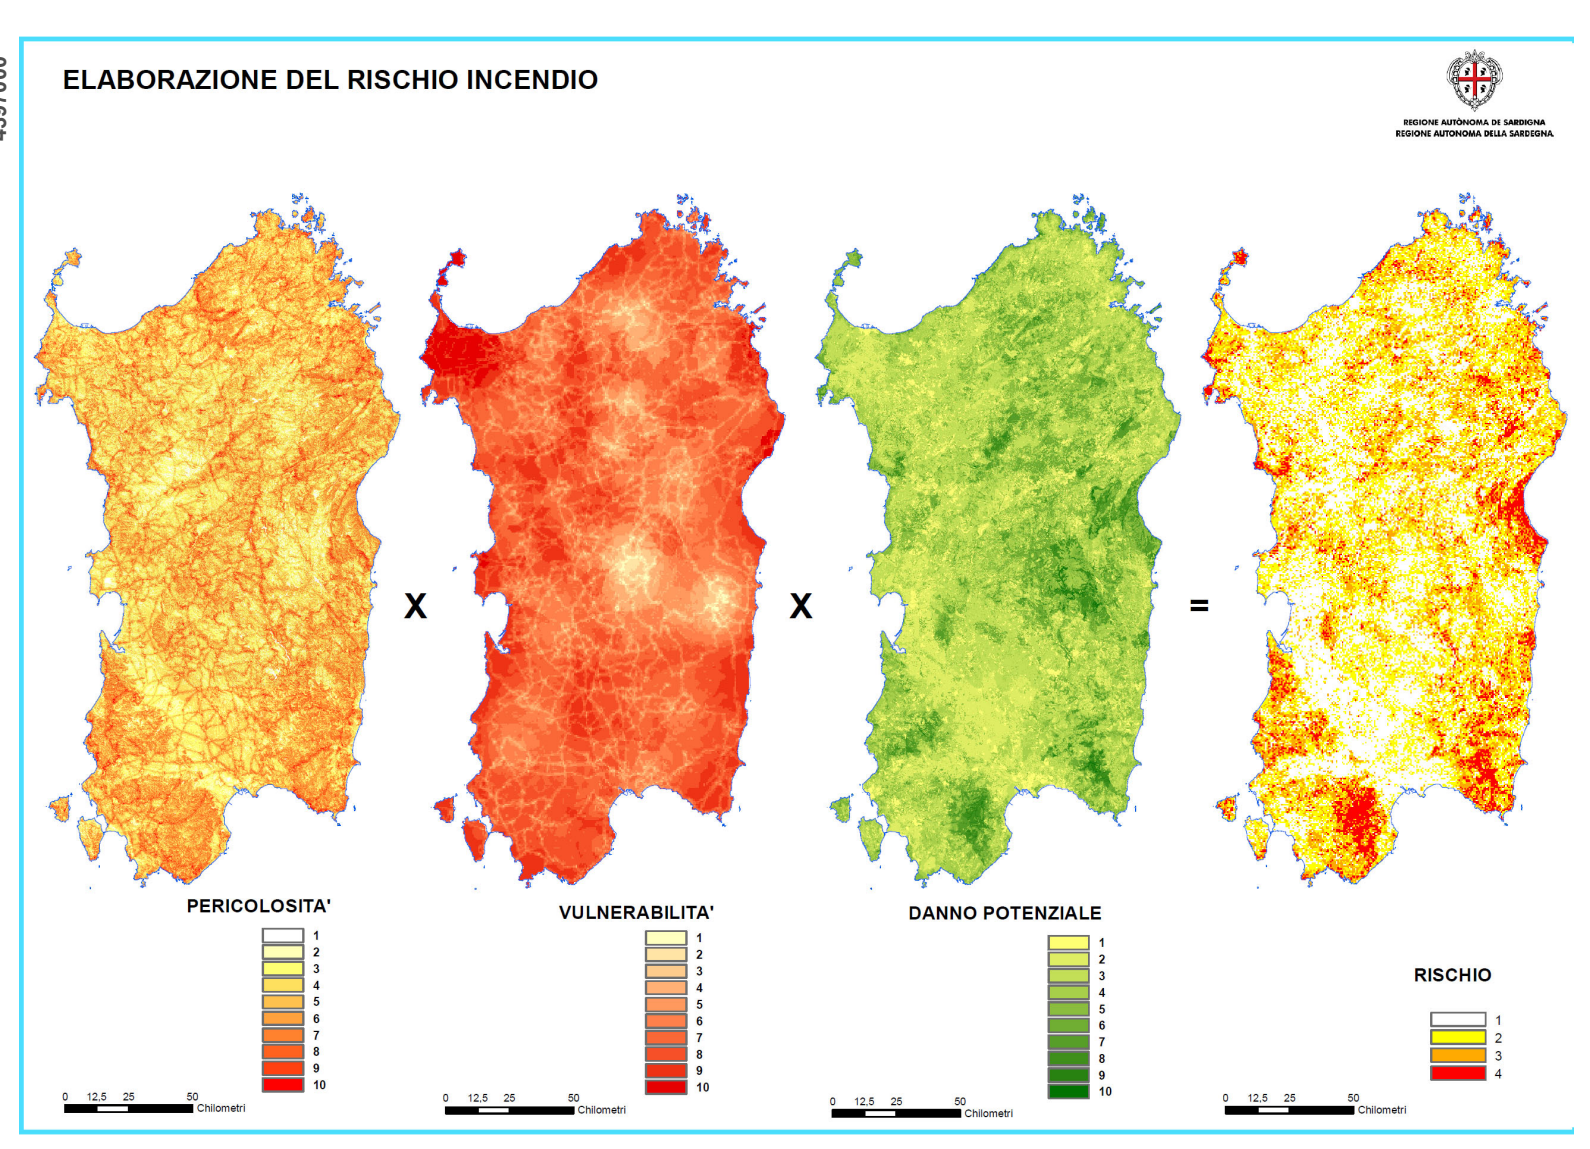 ELABORAZIONE DEL RISCHIO INCENDIO
REGIONE AUTÒNOMA DE SARDIGNA
REGIONE AUTONOMA DELLA SARDEGNA
X
X
=
PERICOLOSITA'
1
2
3
4
5
6
7
8
9
10
0 12,5 25 50
Chilometri
VULNERABILITA'
1
2
3
4
5
6
7
8
9
10
0 12,5 25 50
Chilometri
DANNO POTENZIALE
1
2
3
4
5
6
7
8
9
10
0 12,5 25 50
Chilometri
RISCHIO
1
2
3
4
0 12,5 25 50
Chilometri